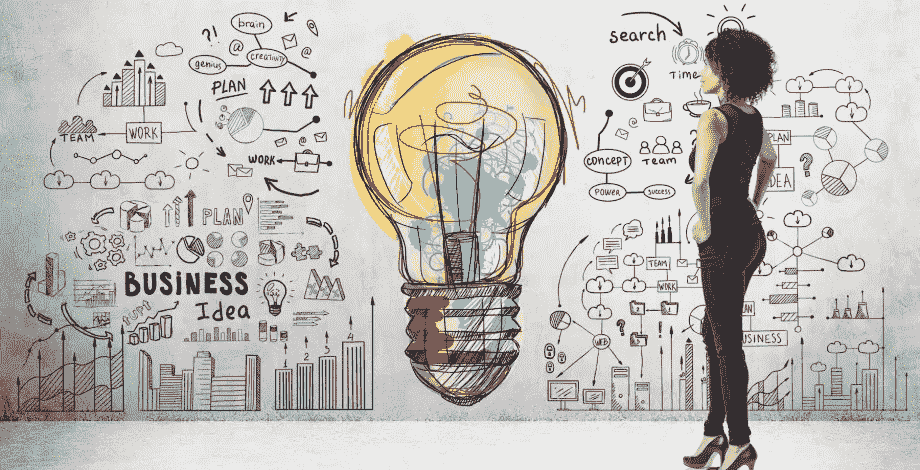 brain
?!
@
genius
creativity
@
PLAN
TEAM
WORK
WORK
PLAN
BUSINESS
Idea
1
2
3
4
search
Time
CONCEPT
Team
POWER
SUCCESS
PLAN
IDEA
?
TEAM
WORK
?
WEB
BUSINESS